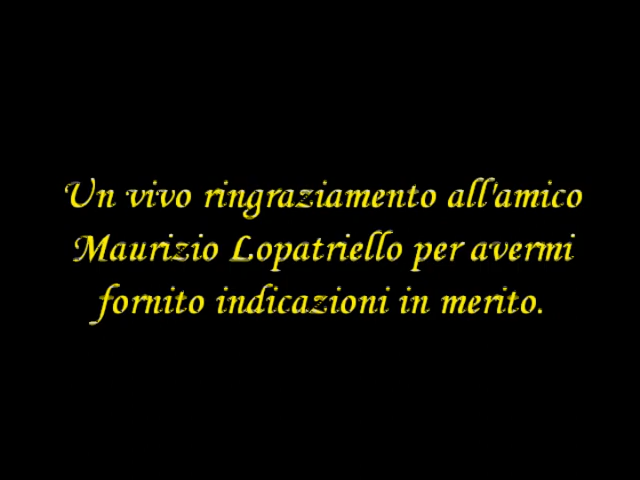 Un vivo ringraziamento all'amico
Maurizio Lopatriello per avermi
fornito indicazioni in merito.